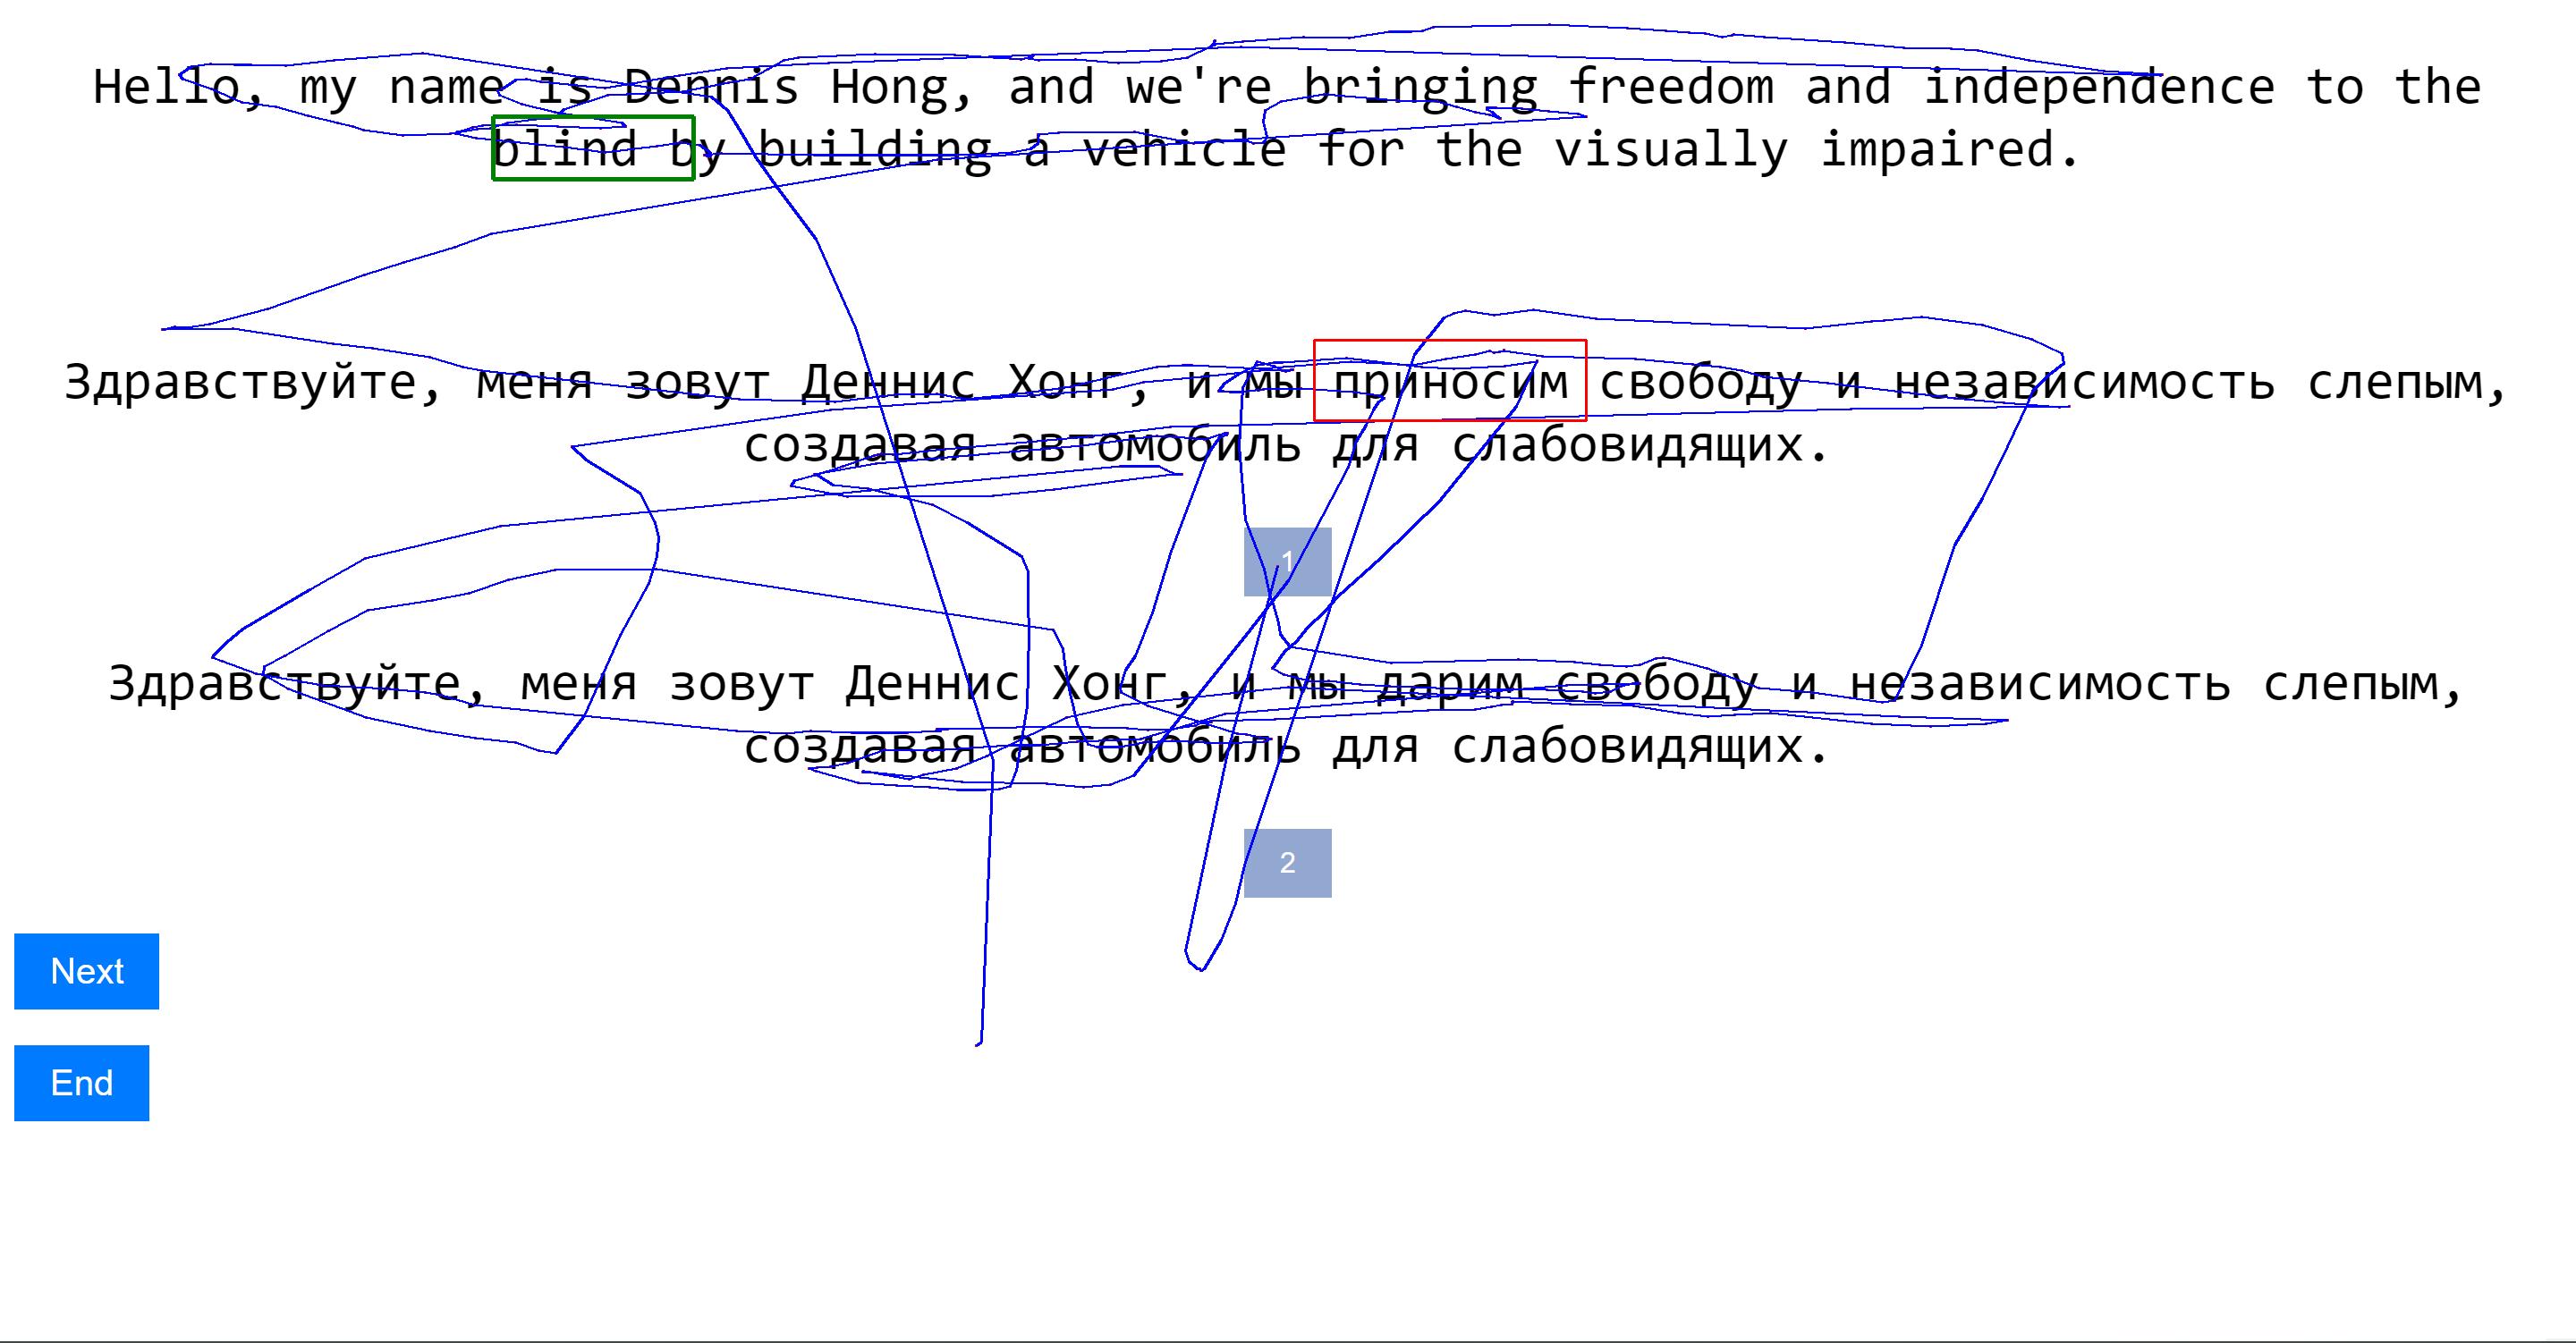 Hello, my name is Dennis Hong, and we're bringing freedom and independence to the
blind by building a vehicle for the visually impaired.
Здравствуйте, меня зовут Деннис Хонг, и мы приносим свободу и независимость слепым,
создавая автомобиль для слабовидящих.
1
Здравствуйте, меня зовут Деннис Хонг, и мы дарим свободу и независимость слепым,
создавая автомобиль для слабовидящих.
2
Next
End